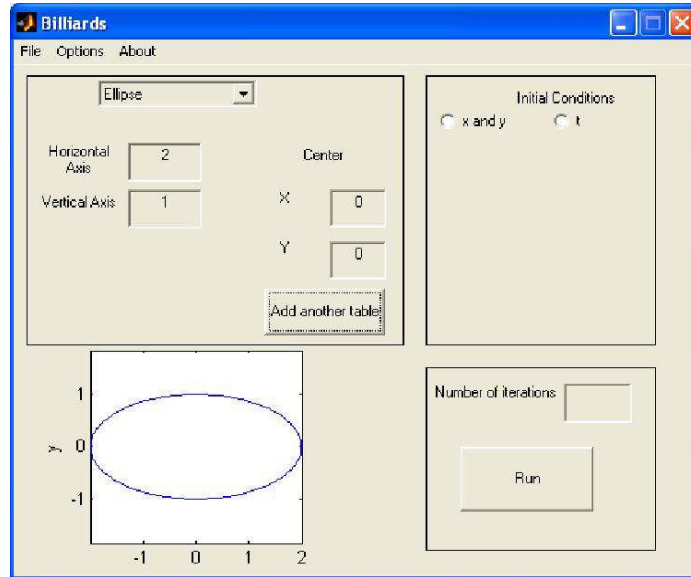 Billiards
File Options About
Ellipse
Horizontal
Axis
2
Vertical Axis
1
Center
X
0
Y
0
Add another table
Initial Conditions
x and y
t
1
0
-1
y
-1 0 1 2
Number of iterations
Run